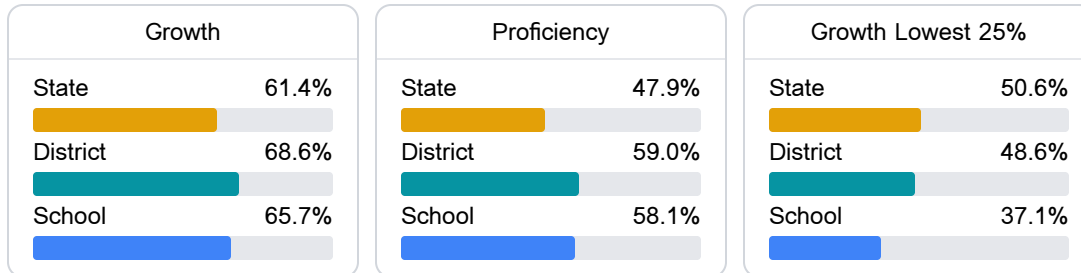 Growth
State 61.4%
District 68.6%
School 65.7%
Proficiency
State 47.9%
District 59.0%
School 58.1%
Growth Lowest 25%
State 50.6%
District 48.6%
School 37.1%